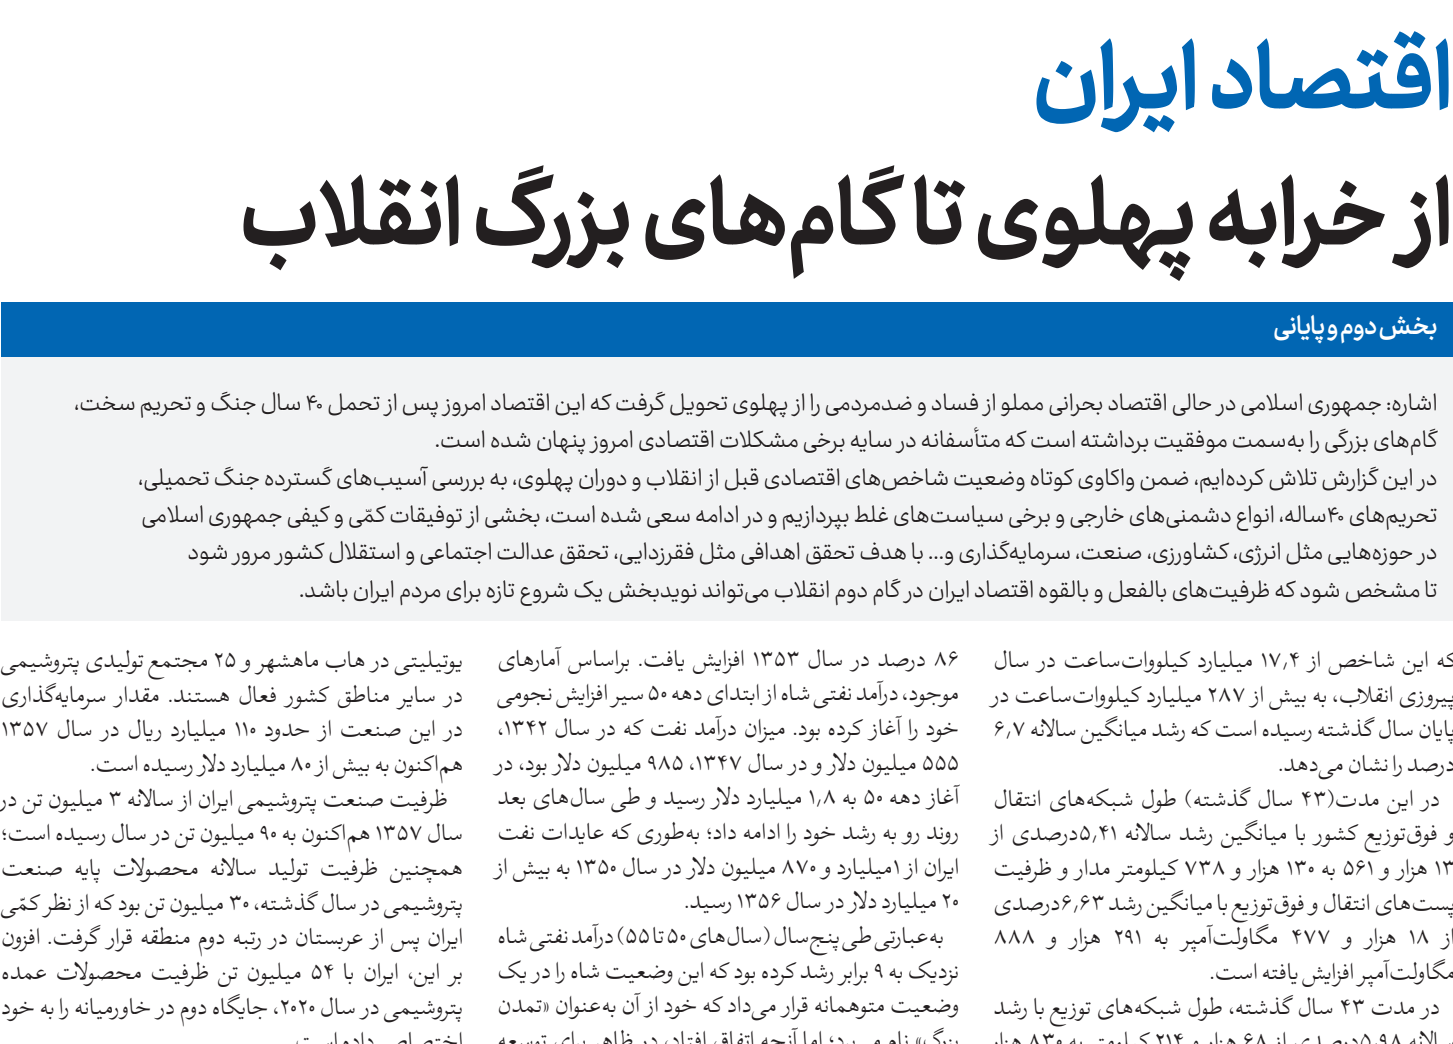 اقتصاد ایران
از خرابه پهلوی تا گام‌های بزرگ انقلاب
بخش دوم و پایانی
اشاره: جمهوری اسلامی در حالی اقتصاد بحرانی مملو از فساد و ضدمردمی را از پهلوی تحویل گرفت که این اقتصاد امروز پس از تحمل ۴۰ سال جنگ و تحریم سخت،
گام‌های بزرگی را به‌سمت موفقیت برداشته است که متأسفانه در سایه برخی مشکلات اقتصادی امروز پنهان شده است.
در این گزارش تلاش کرده‌ایم، ضمن واکاوی کوتاه وضعیت شاخص‌های اقتصادی قبل از انقلاب و دوران پهلوی، به بررسی آسیب‌های گسترده جنگ تحمیلی،
تحریم‌های ۴۰ساله، انواع دشمنی‌های خارجی و برخی سیاست‌های غلط بپردازیم و در ادامه سعی شده است، بخشی از توفیقات کمّی و کیفی جمهوری اسلامی
در حوزه‌هایی مثل انرژی، کشاورزی، صنعت، سرمایه‌گذاری و... با هدف تحقق اهدافی مثل فقرزدایی، تحقق عدالت اجتماعی و استقلال کشور مرور شود
تا مشخص شود که ظرفیت‌های بالفعل و بالقوه اقتصاد ایران در گام دوم انقلاب می‌تواند نویدبخش یک شروع تازه برای مردم ایران باشد.
که این شاخص از ۱۷٫۴ میلیارد کیلووات‌ساعت در سال
پیروزی انقلاب، به بیش از ۲۸۷ میلیارد کیلووات‌ساعت در
پایان سال گذشته رسیده است که رشد میانگین سالانه ۶٫۷
درصد را نشان می‌دهد.
در این مدت(۴۳ سال گذشته) طول شبکه‌های انتقال
و فوق‌توزیع کشور با میانگین رشد سالانه ۵٫۴۱درصدی از
۱۳ هزار و ۵۶۱ به ۱۳۰ هزار و ۷۳۸ کیلومتر مدار و ظرفیت
پست‌های انتقال و فوق‌توزیع با میانگین رشد ۶٫۶۳درصدی
از ۱۸ هزار و ۴۷۷ مگاولت‌آمپر به ۲۹۱ هزار و ۸۸۸
مگاولت‌آمپر افزایش یافته است.
در مدت ۴۳ سال گذشته، طول شبکه‌های توزیع با رشد
سالانه ۵٫۹۸درصدی از ۶۸ هزار و ۲۱۴ کیلومتر به ۸۳۰ هزار
۸۶ درصد در سال ۱۳۵۳ افزایش یافت. براساس آمارهای
موجود، درآمد نفتی شاه از ابتدای دهه ۵۰ سیر افزایش نجومی
خود را آغاز کرده بود. میزان درآمد نفت که در سال ۱۳۴۲،
۵۵۵ میلیون دلار و در سال ۱۳۴۷، ۹۸۵ میلیون دلار بود، در
آغاز دهه ۵۰ به ۱٫۸ میلیارد دلار رسید و طی سال‌های بعد
روند رو به رشد خود را ادامه داد؛ به‌طوری که عایدات نفت
ایران از ۱میلیارد و ۸۷۰ میلیون دلار در سال ۱۳۵۰ به بیش از
۲۰ میلیارد دلار در سال ۱۳۵۶ رسید.
به‌عبارتی طی پنج‌سال (سال‌های ۵۰ تا ۵۵) درآمد نفتی شاه
نزدیک به ۹ برابر رشد کرده بود که این وضعیت شاه را در یک
وضعیت متوهمانه قرار می‌داد که خود از آن به‌عنوان «تمدن
بزرگ» نام می‌برد؛ اما آنچه اتفاق افتاد، در ظاهر برای توسعه
یوتیلیتی در هاب ماهشهر و ۲۵ مجتمع تولیدی پتروشیمی
در سایر مناطق کشور فعال هستند. مقدار سرمایه‌گذاری
در این صنعت از حدود ۱۱۰ میلیارد ریال در سال ۱۳۵۷
هم‌اکنون به بیش از ۸۰ میلیارد دلار رسیده است.
ظرفیت صنعت پتروشیمی ایران از سالانه ۳ میلیون تن در
سال ۱۳۵۷ هم‌اکنون به ۹۰ میلیون تن در سال رسیده است؛
همچنین ظرفیت تولید سالانه محصولات پایه صنعت
پتروشیمی در سال گذشته، ۳۰ میلیون تن بود که از نظر کمّی
ایران پس از عربستان در رتبه دوم منطقه قرار گرفت. افزون
بر این، ایران با ۵۴ میلیون تن ظرفیت محصولات عمده
پتروشیمی در سال ۲۰۲۰، جایگاه دوم در خاورمیانه را به خود
اختصاص داده است.